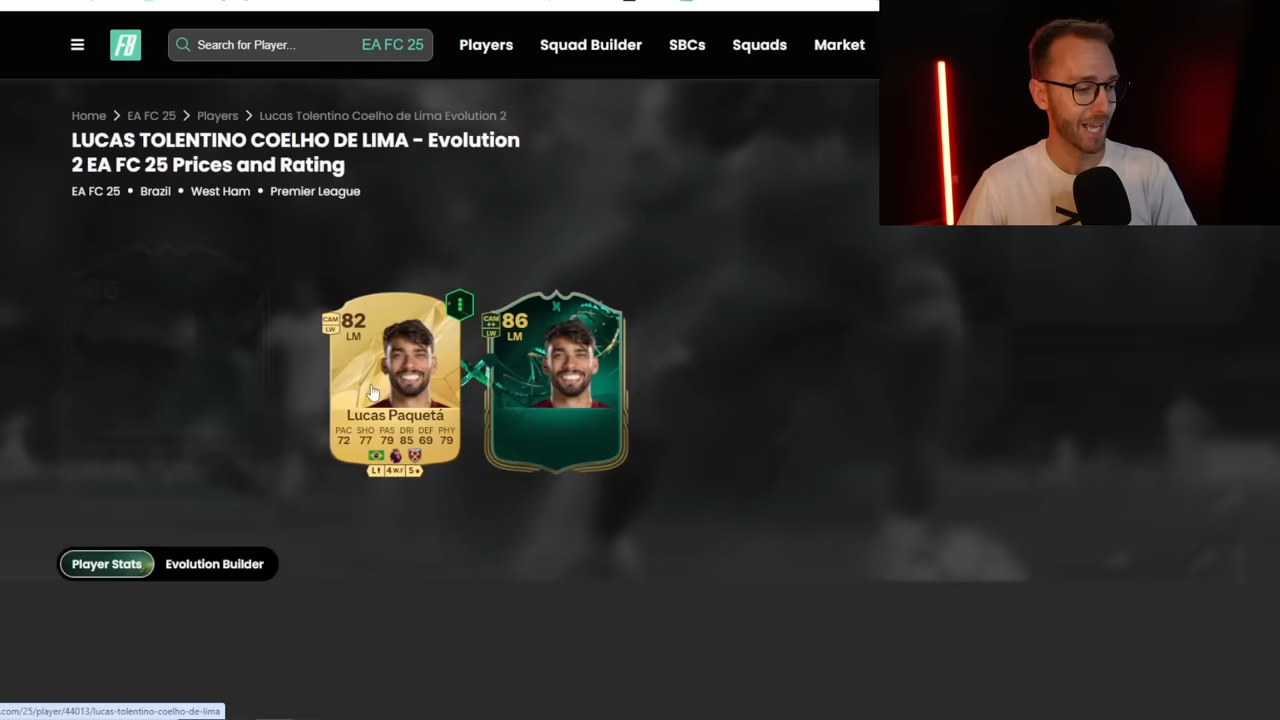 FB
Search for Player...
EA FC 25
Players
Squad Builder
SBCs
Squads
Market
Home
EA FC 25
Players
Lucas Tolentino Coelho de Lima Evolution 2
LUCAS TOLENTINO COELHO DE LIMA - Evolution
2 EA FC 25 Prices and Rating
EA FC 25 • Brazil • West Ham • Premier League
CAM
LW
82
LM
Lucas Paquetá
PAC SHO PAS DRI DEF PHY
72 77 79 85 69 79
L 4 W.F 5★
CAM
++
LW
86
LM
Player Stats
Evolution Builder
.com/25/player/44013/lucas-tolentino-coelho-de-lima